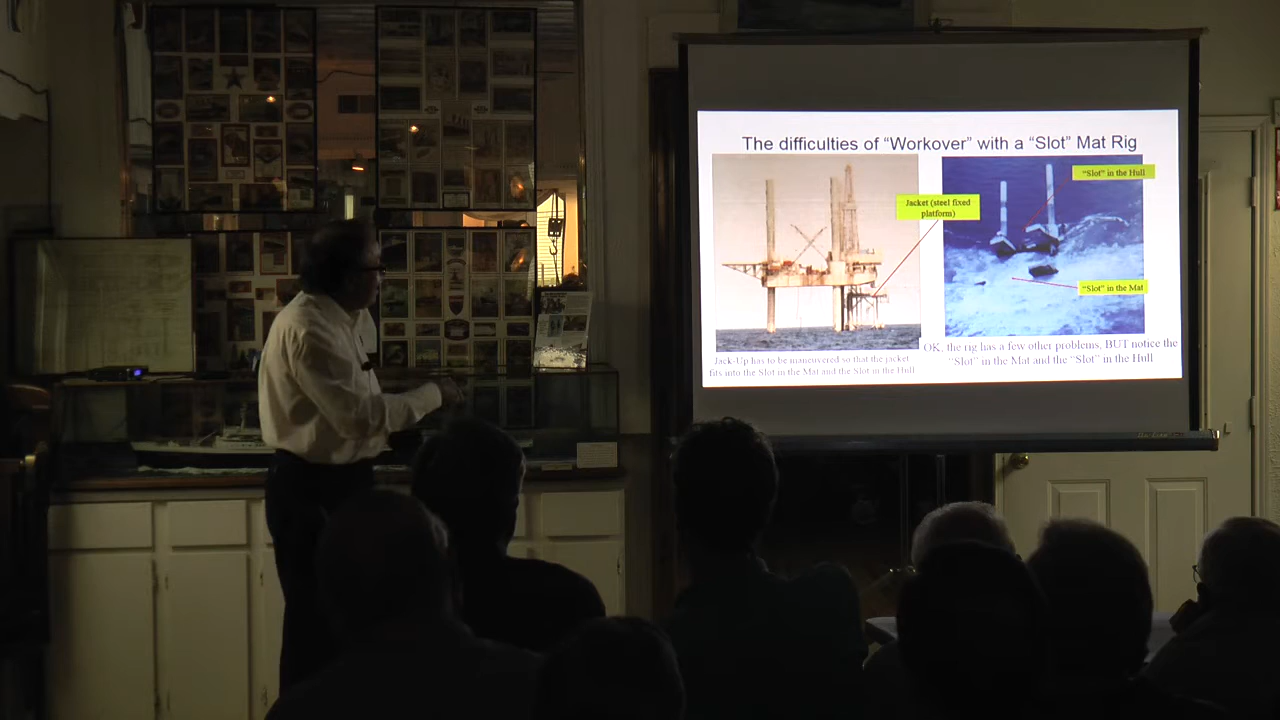 The difficulties of “Workover” with a “Slot” Mat Rig
“Slot” in the Hull
Jacket (steel fixed
platform)
“Slot” in the Mat
Jack-Up has to be maneuvered so that the jacket
fits into the Slot in the Mat and the Slot in the Hull
OK, the rig has a few other problems, BUT notice the
“Slot” in the Mat and the “Slot” in the Hull